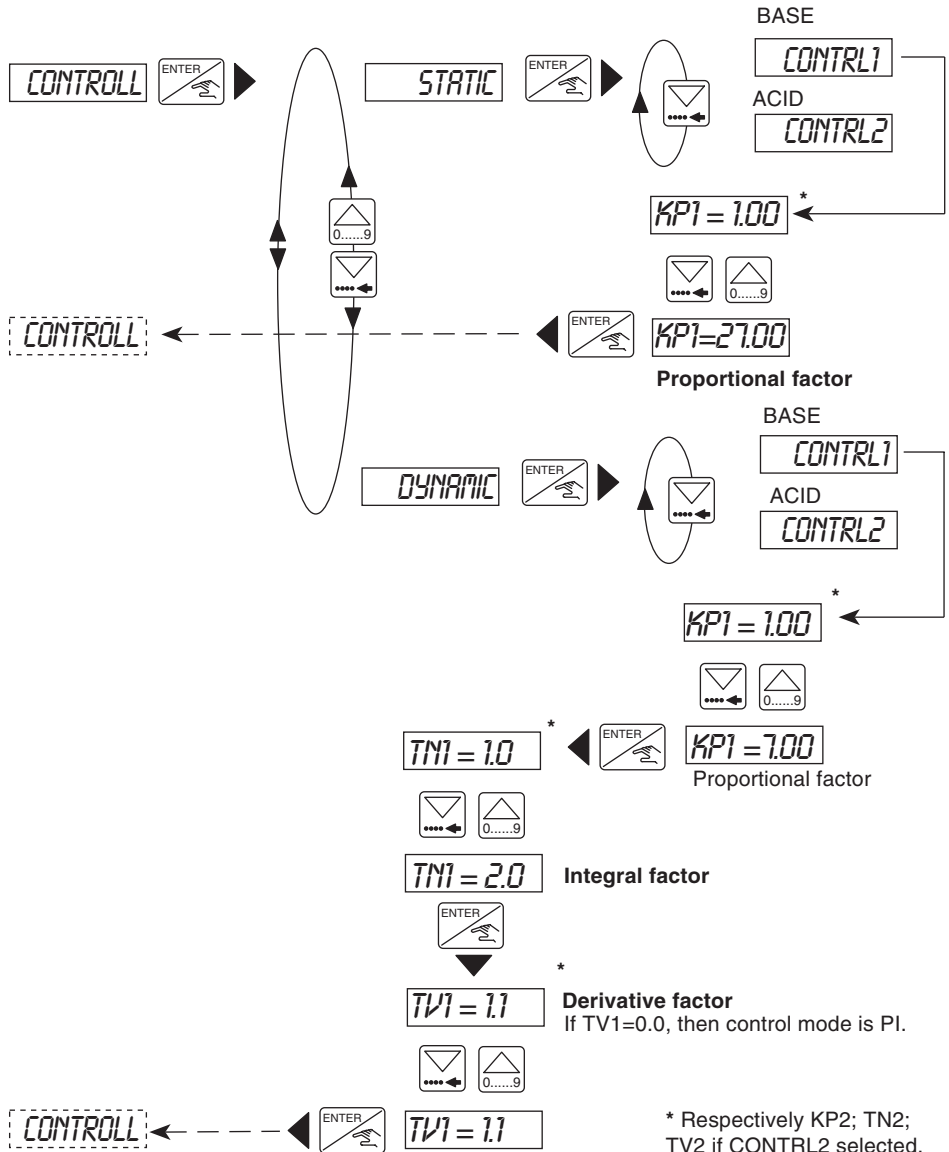 BASE
CONTROLL ENTER STATIC ENTER CONTRL1
ACID
CONTRL2
0......9
KP1 = 1.00 *
0......9
CONTROLL ENTER KP1=27.00
Proportional factor
BASE
DYNAMIC ENTER CONTRL1
ACID
CONTRL2
KP1 = 1.00 *
0......9
TN1 = 1.0 * ENTER KP1 =7.00
Proportional factor
0......9
TN1 = 2.0 Integral factor
ENTER
*
TV1 = 1.1 Derivative factor
If TV1=0.0, then control mode is PI.
0......9
CONTROLL ENTER TV1 = 1.1
* Respectively KP2; TN2;
TV2 if CONTRL2 selected.